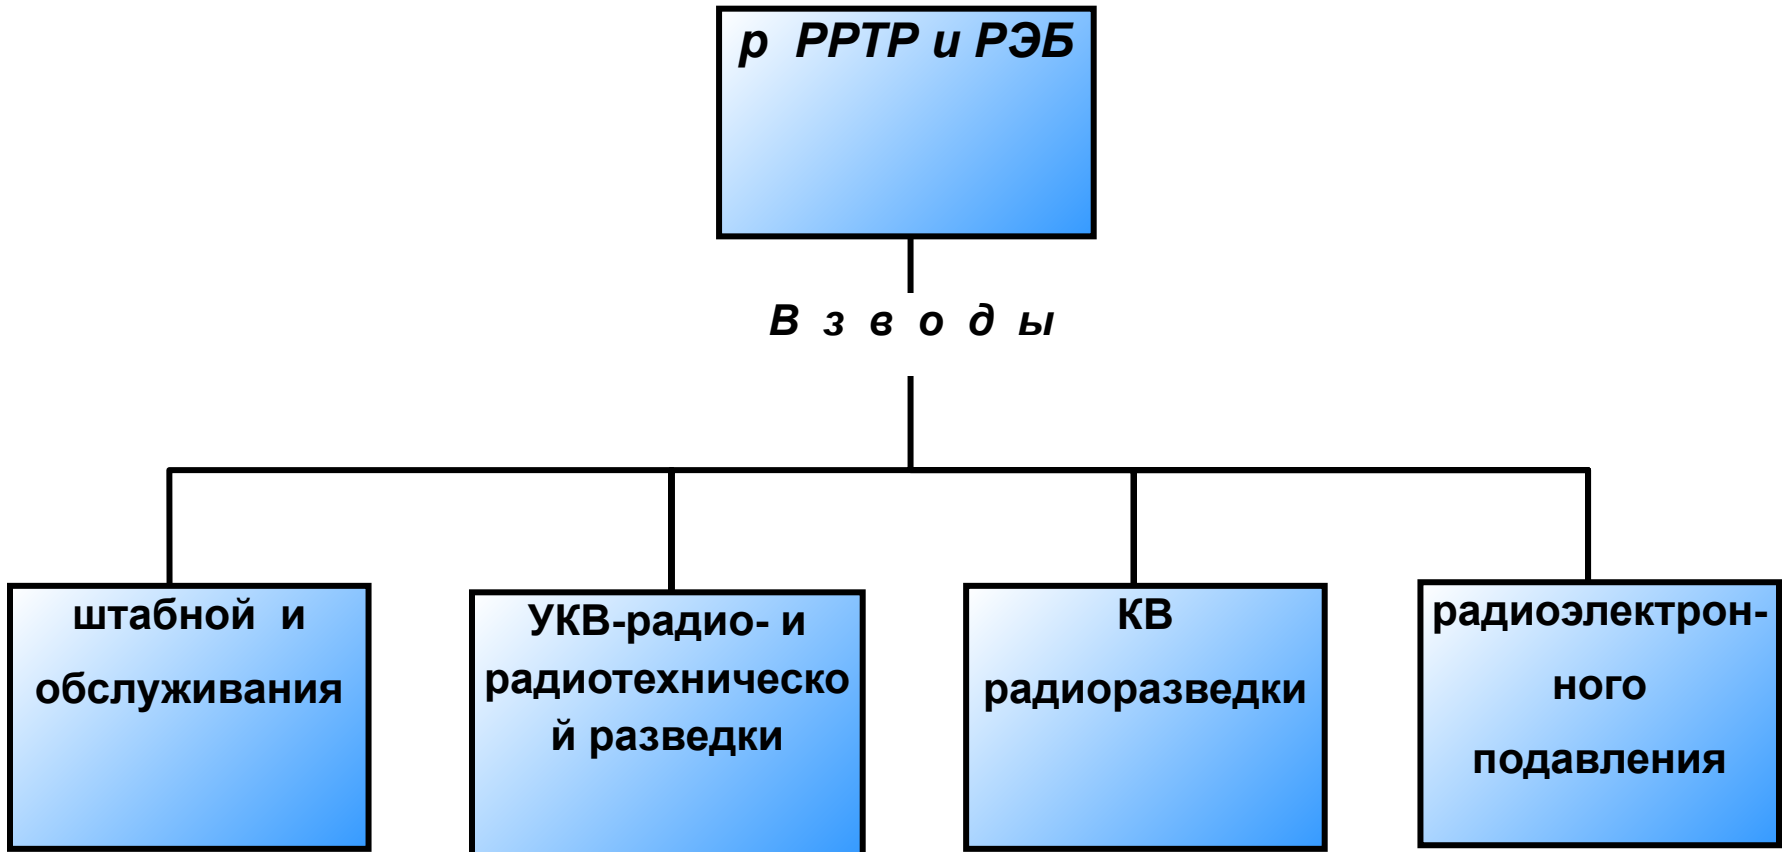 р РРТР и РЭБ
В з в о д ы
штабной и
обслуживания
УКВ-радио- и
радиотехническо
й разведки
КВ
радиоразведки
радиоэлектрон-
ного
подавления